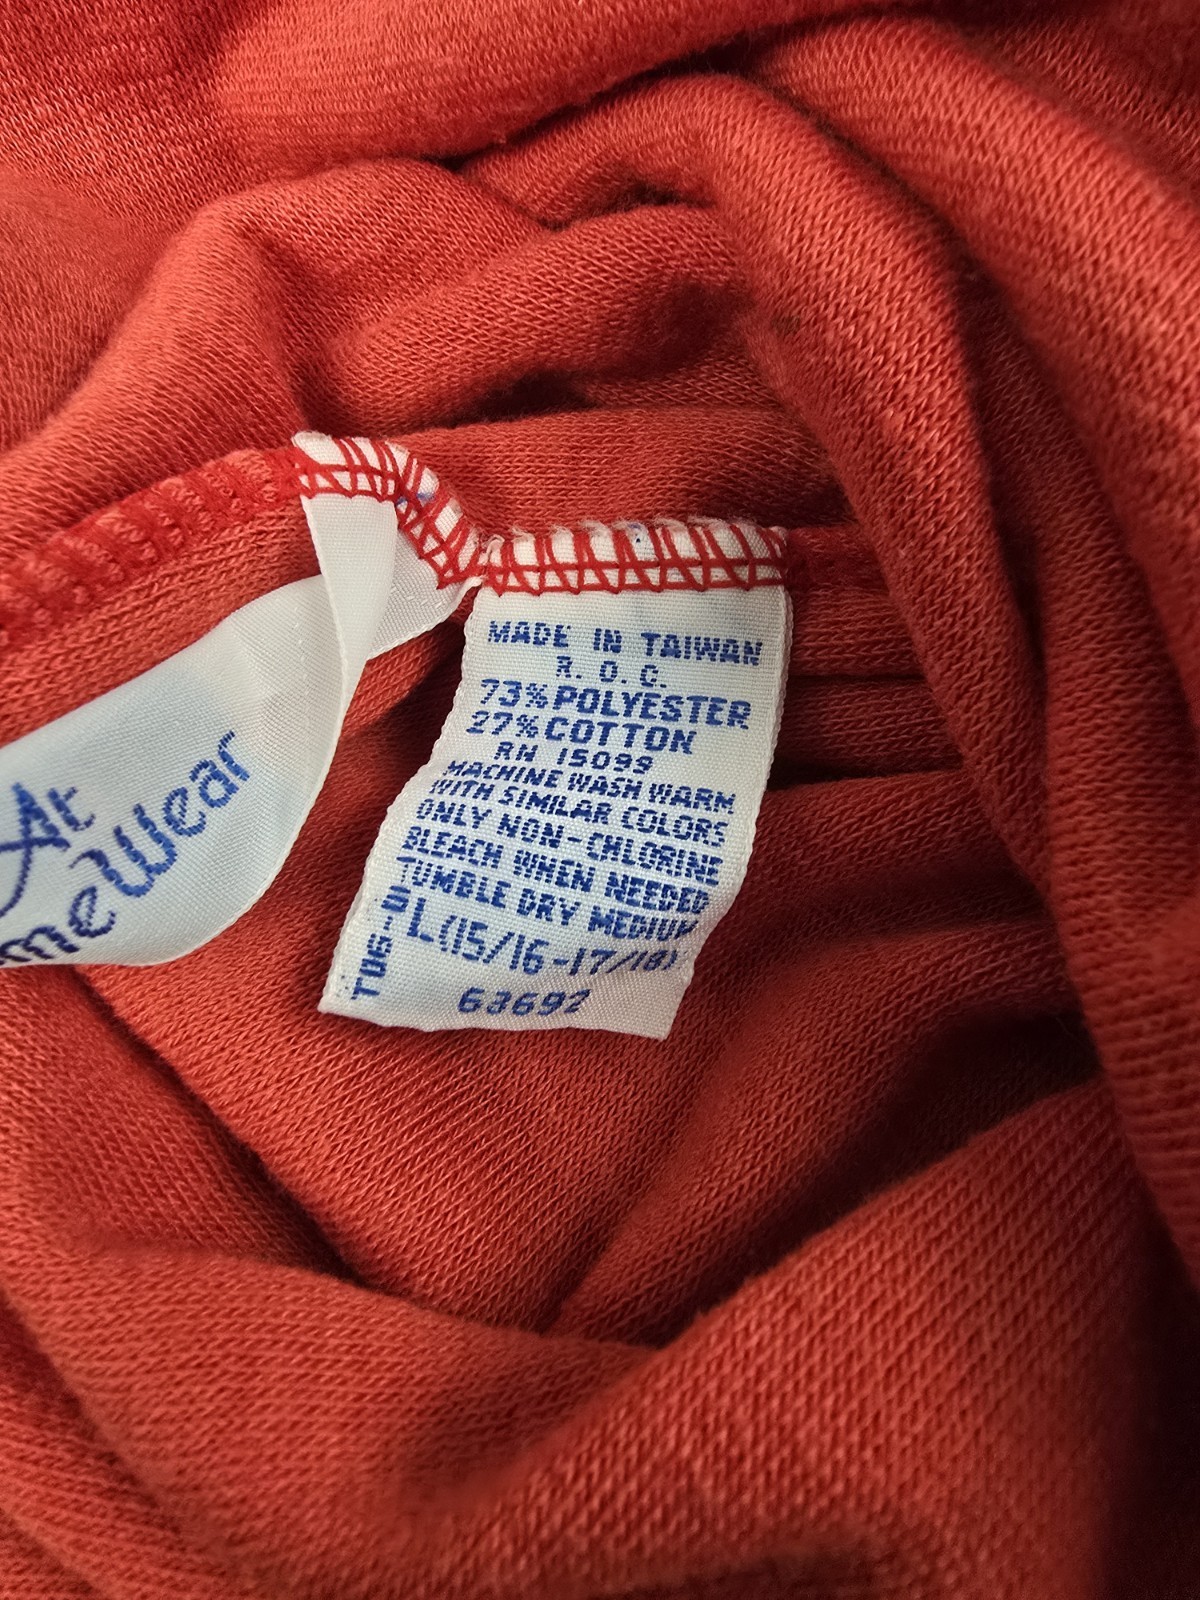 At
meWear
MADE IN TAIWAN
R. O. C.
73% POLYESTER
27% COTTON
RN 15099
MACHINE WASH WARM
WITH SIMILAR COLORS
ONLY NON-CHLORINE
BLEACH WHEN NEEDED
TUMBLE DRY MEDIUM
L(15/16-17/18)
63692